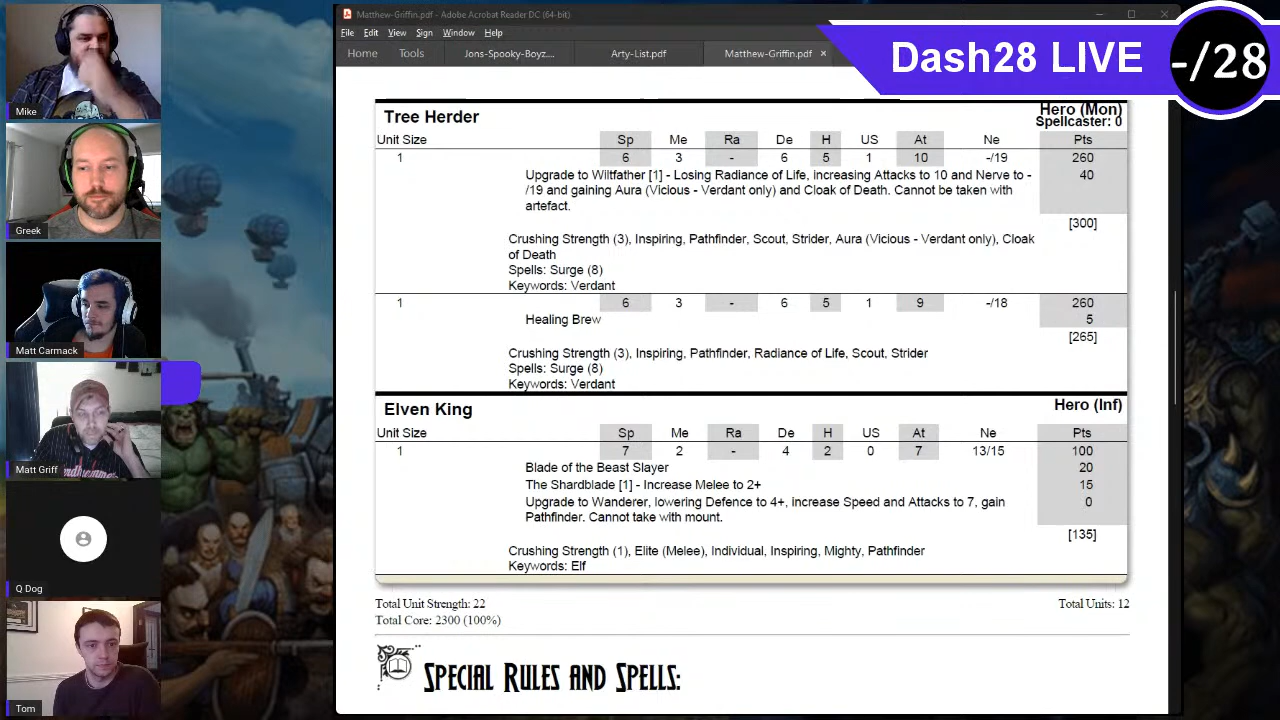 Matthew-Griffin.pdf - Adobe Acrobat Reader DC (64-bit)
File Edit View Sign Window Help
Home Tools Jons-Spooky-Boyz.... Arty-List.pdf Matthew-Griffin.pdf ×
Dash28 LIVE
-/28
Mike
Greek
Matt Carmack
Matt Griff
Q Dog
Tom
Tree Herder Hero (Mon)
Spellcaster: 0
Unit Size Sp Me Ra De H US At Ne Pts
1 6 3 - 6 5 1 10 -/19 260
Upgrade to Wiltfather [1] - Losing Radiance of Life, increasing Attacks to 10 and Nerve to - 40
/19 and gaining Aura (Vicious - Verdant only) and Cloak of Death. Cannot be taken with
artefact.
[300]
Crushing Strength (3), Inspiring, Pathfinder, Scout, Strider, Aura (Vicious - Verdant only), Cloak
of Death
Spells: Surge (8)
Keywords: Verdant
1 6 3 - 6 5 1 9 -/18 260
Healing Brew 5
[265]
Crushing Strength (3), Inspiring, Pathfinder, Radiance of Life, Scout, Strider
Spells: Surge (8)
Keywords: Verdant
Elven King Hero (Inf)
Unit Size Sp Me Ra De H US At Ne Pts
1 7 2 - 4 2 0 7 13/15 100
Blade of the Beast Slayer 20
The Shardblade [1] - Increase Melee to 2+ 15
Upgrade to Wanderer, lowering Defence to 4+, increase Speed and Attacks to 7, gain 0
Pathfinder. Cannot take with mount.
[135]
Crushing Strength (1), Elite (Melee), Individual, Inspiring, Mighty, Pathfinder
Keywords: Elf
Total Unit Strength: 22 Total Units: 12
Total Core: 2300 (100%)
Special Rules and Spells: